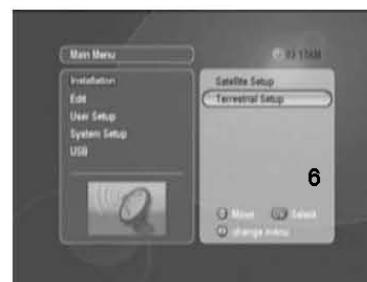 Main Menu
Installation
Edit
User Setup
System Setup
USB
Satellite Setup
Terrestrial Setup
6
Move Select
change menu